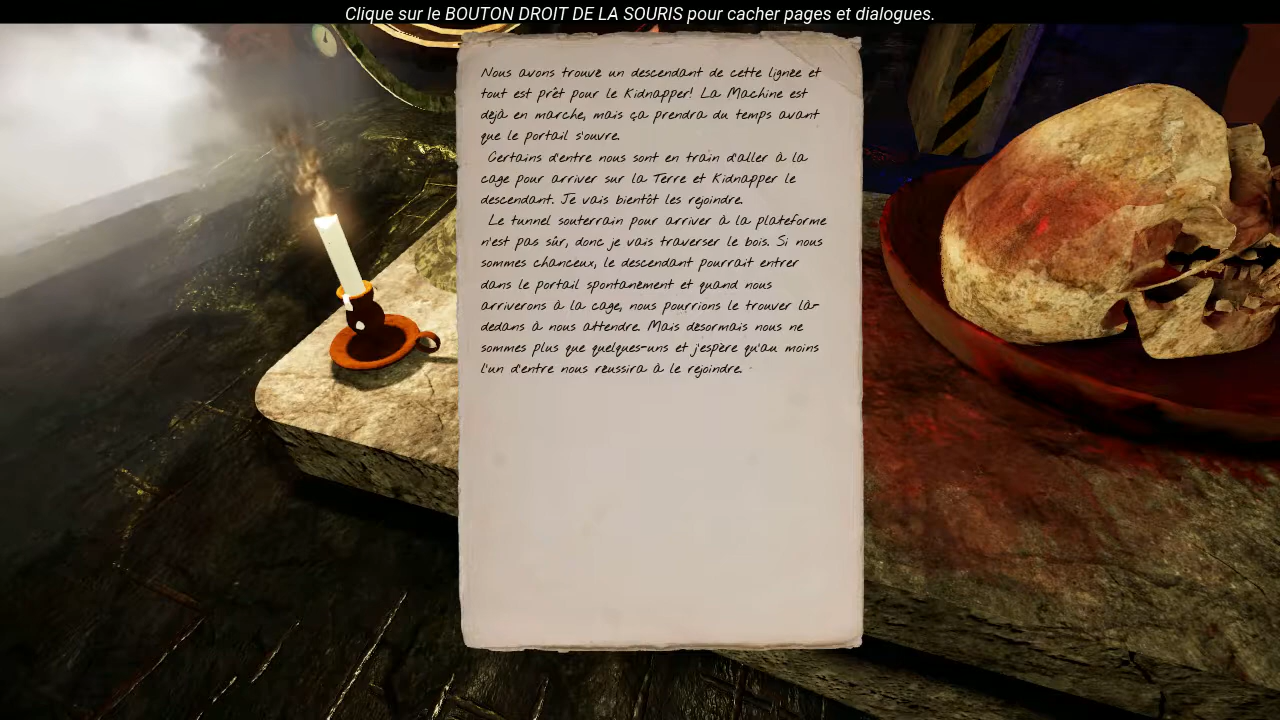 Clique sur le BOUTON DROIT DE LA SOURIS pour cacher pages et dialogues.
Nous avons trouvé un descendant de cette lignée et
tout est prêt pour le Kidnapper! La Machine est
déjà en marche, mais ça prendra du temps avant
que le portail s'ouvre.
Certains d'entre nous sont en train d'aller à la
cage pour arriver sur la Terre et Kidnapper le
descendant. Je vais bientôt les rejoindre.
Le tunnel souterrain pour arriver à la plateforme
n'est pas sûr, donc je vais traverser le bois. Si nous
sommes chanceux, le descendant pourrait entrer
dans le portail spontanément et quand nous
arriverons à la cage, nous pourrions le trouver là-
dedans à nous attendre. Mais désormais nous ne
sommes plus que quelques-uns et j'espère qu'au moins
l'un d'entre nous réussira à le rejoindre.